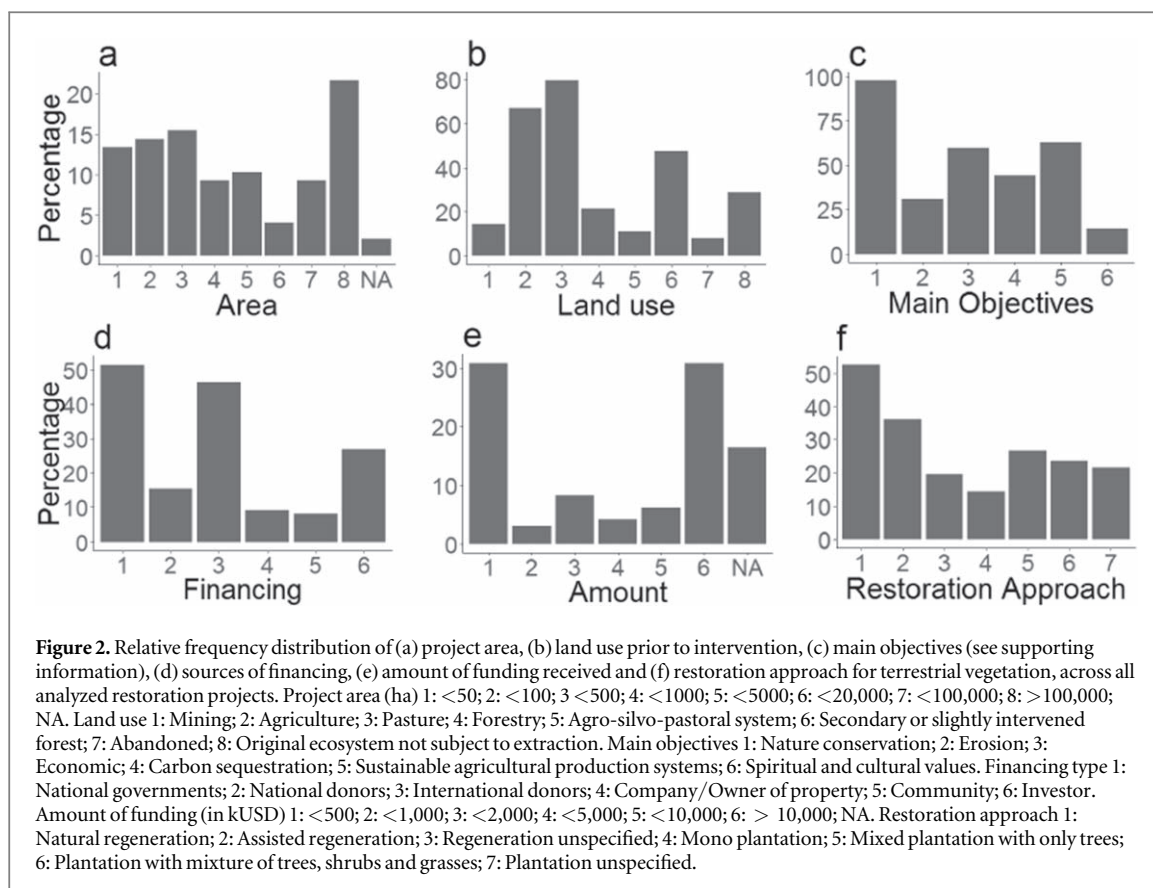 a
b
c
Percentage
20
15
10
5
0
1 2 3 4 5 6 7 8 NA
Area
80
60
40
20
0
1 2 3 4 5 6 7 8
Land use
100
75
50
25
0
1 2 3 4 5 6
Main Objectives
d
e
f
Percentage
50
40
30
20
10
0
1 2 3 4 5 6
Financing
30
20
10
0
1 2 3 4 5 6 NA
Amount
50
40
30
20
10
0
1 2 3 4 5 6 7
Restoration Approach
Figure 2. Relative frequency distribution of (a) project area, (b) land use prior to intervention, (c) main objectives (see supporting
information), (d) sources of financing, (e) amount of funding received and (f) restoration approach for terrestrial vegetation, across all
analyzed restoration projects. Project area (ha) 1: <50; 2: <100; 3 <500; 4: <1000; 5: <5000; 6: <20,000; 7: <100,000; 8: >100,000;
NA. Land use 1: Mining; 2: Agriculture; 3: Pasture; 4: Forestry; 5: Agro-silvo-pastoral system; 6: Secondary or slightly intervened
forest; 7: Abandoned; 8: Original ecosystem not subject to extraction. Main objectives 1: Nature conservation; 2: Erosion; 3:
Economic; 4: Carbon sequestration; 5: Sustainable agricultural production systems; 6: Spiritual and cultural values. Financing type 1:
National governments; 2: National donors; 3: International donors; 4: Company/Owner of property; 5: Community; 6: Investor.
Amount of funding (in kUSD) 1: <500; 2: <1,000; 3: <2,000; 4: <5,000; 5: <10,000; 6: > 10,000; NA. Restoration approach 1:
Natural regeneration; 2: Assisted regeneration; 3: Regeneration unspecified; 4: Mono plantation; 5: Mixed plantation with only trees;
6: Plantation with mixture of trees, shrubs and grasses; 7: Plantation unspecified.